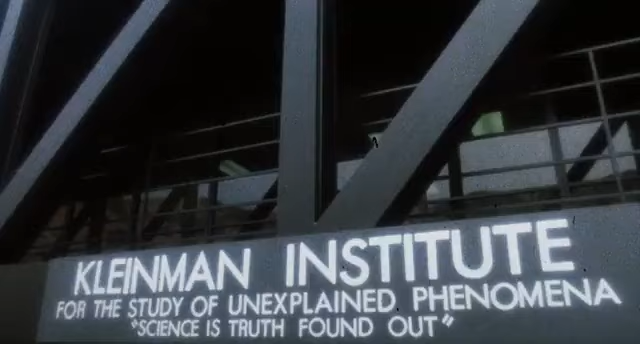 KLEINMAN INSTITUTE
FOR THE STUDY OF UNEXPLAINED PHENOMENA
"SCIENCE IS TRUTH FOUND OUT"